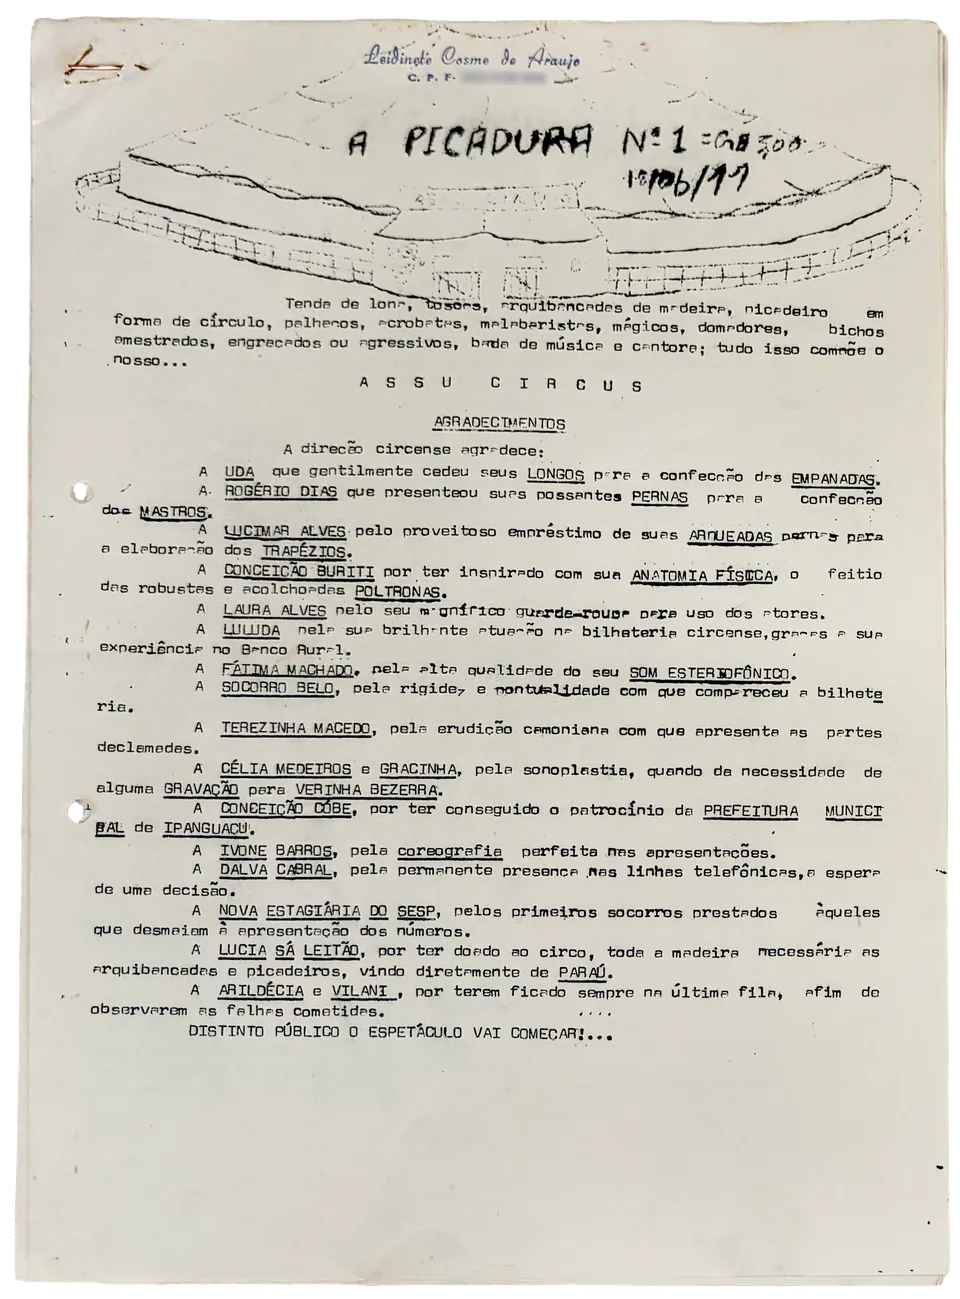 Leidinete Cosme de Araujo
C. P. F.
A PICADURA Nº 1
/06/77
Tenda de lona, arquibancadas de madeira, picadeiro em
forma de círculo, palhaços, acrobatas, malabaristas, mágicos, domadores, bichos
amestrados, engraçados ou agressivos, banda de música e cantora; tudo isso compõe o
nosso...
A S S U C I R C U S
AGRADECIMENTOS
A direcão circense agradece:
A UDA que gentilmente cedeu seus LONGOS para a confecção das EMPANADAS.
A ROGÉRIO DIAS que presenteou suas possantes PERNAS para a confecção
dos MASTROS.
A LUCIMAR ALVES pelo proveitoso empréstimo de suas ARQUEADAS pernas para
a elaboração dos TRAPÉZIOS.
A CONCEIÇÃO BURITI por ter inspirado com sua ANATOMIA FÍSICA, o feitio
das robustas e acolchoadas POLTRONAS.
A LAURA ALVES pelo seu magnífico guarda-roupa para uso dos atores.
A LULUDA pela sua brilhante atuação na bilheteria circense, graças a sua
experiência no Banco Rural.
A FÁTIMA MACHADO, pela alta qualidade do seu SOM ESTERIOFÔNICO.
A SOCORRO BELO, pela rigidez e pontualidade com que compareceu a bilhete
ria.
A TEREZINHA MACEDO, pela erudição camoniana com que apresenta as partes
declamadas.
A CÉLIA MEDEIROS e GRACINHA, pela sonoplastia, quando da necessidade de
alguma GRAVAÇÃO para VERINHA BEZERRA.
A CONCEIÇÃO CÔBE, por ter conseguido o patrocínio da PREFEITURA MUNICI
PAL de IPANGUAÇU.
A IVONE BARROS, pela coreografia perfeita nas apresentações.
A DALVA CABRAL, pela permanente presença nas linhas telefônicas, a espera
de uma decisão.
A NOVA ESTAGIÁRIA DO SESP, pelos primeiros socorros prestados àqueles
que desmaiam à apresentação dos números.
A LUCIA SÁ LEITÃO, por ter doado ao circo, toda a madeira necessária as
arquibancadas e picadeiros, vindo diretamente de PARAÚ.
A ARILDÉCIA e VILANI, por terem ficado sempre na última fila, afim de
observarem as falhas cometidas. ....
DISTINTO PÚBLICO O ESPETÁCULO VAI COMEÇAR!...